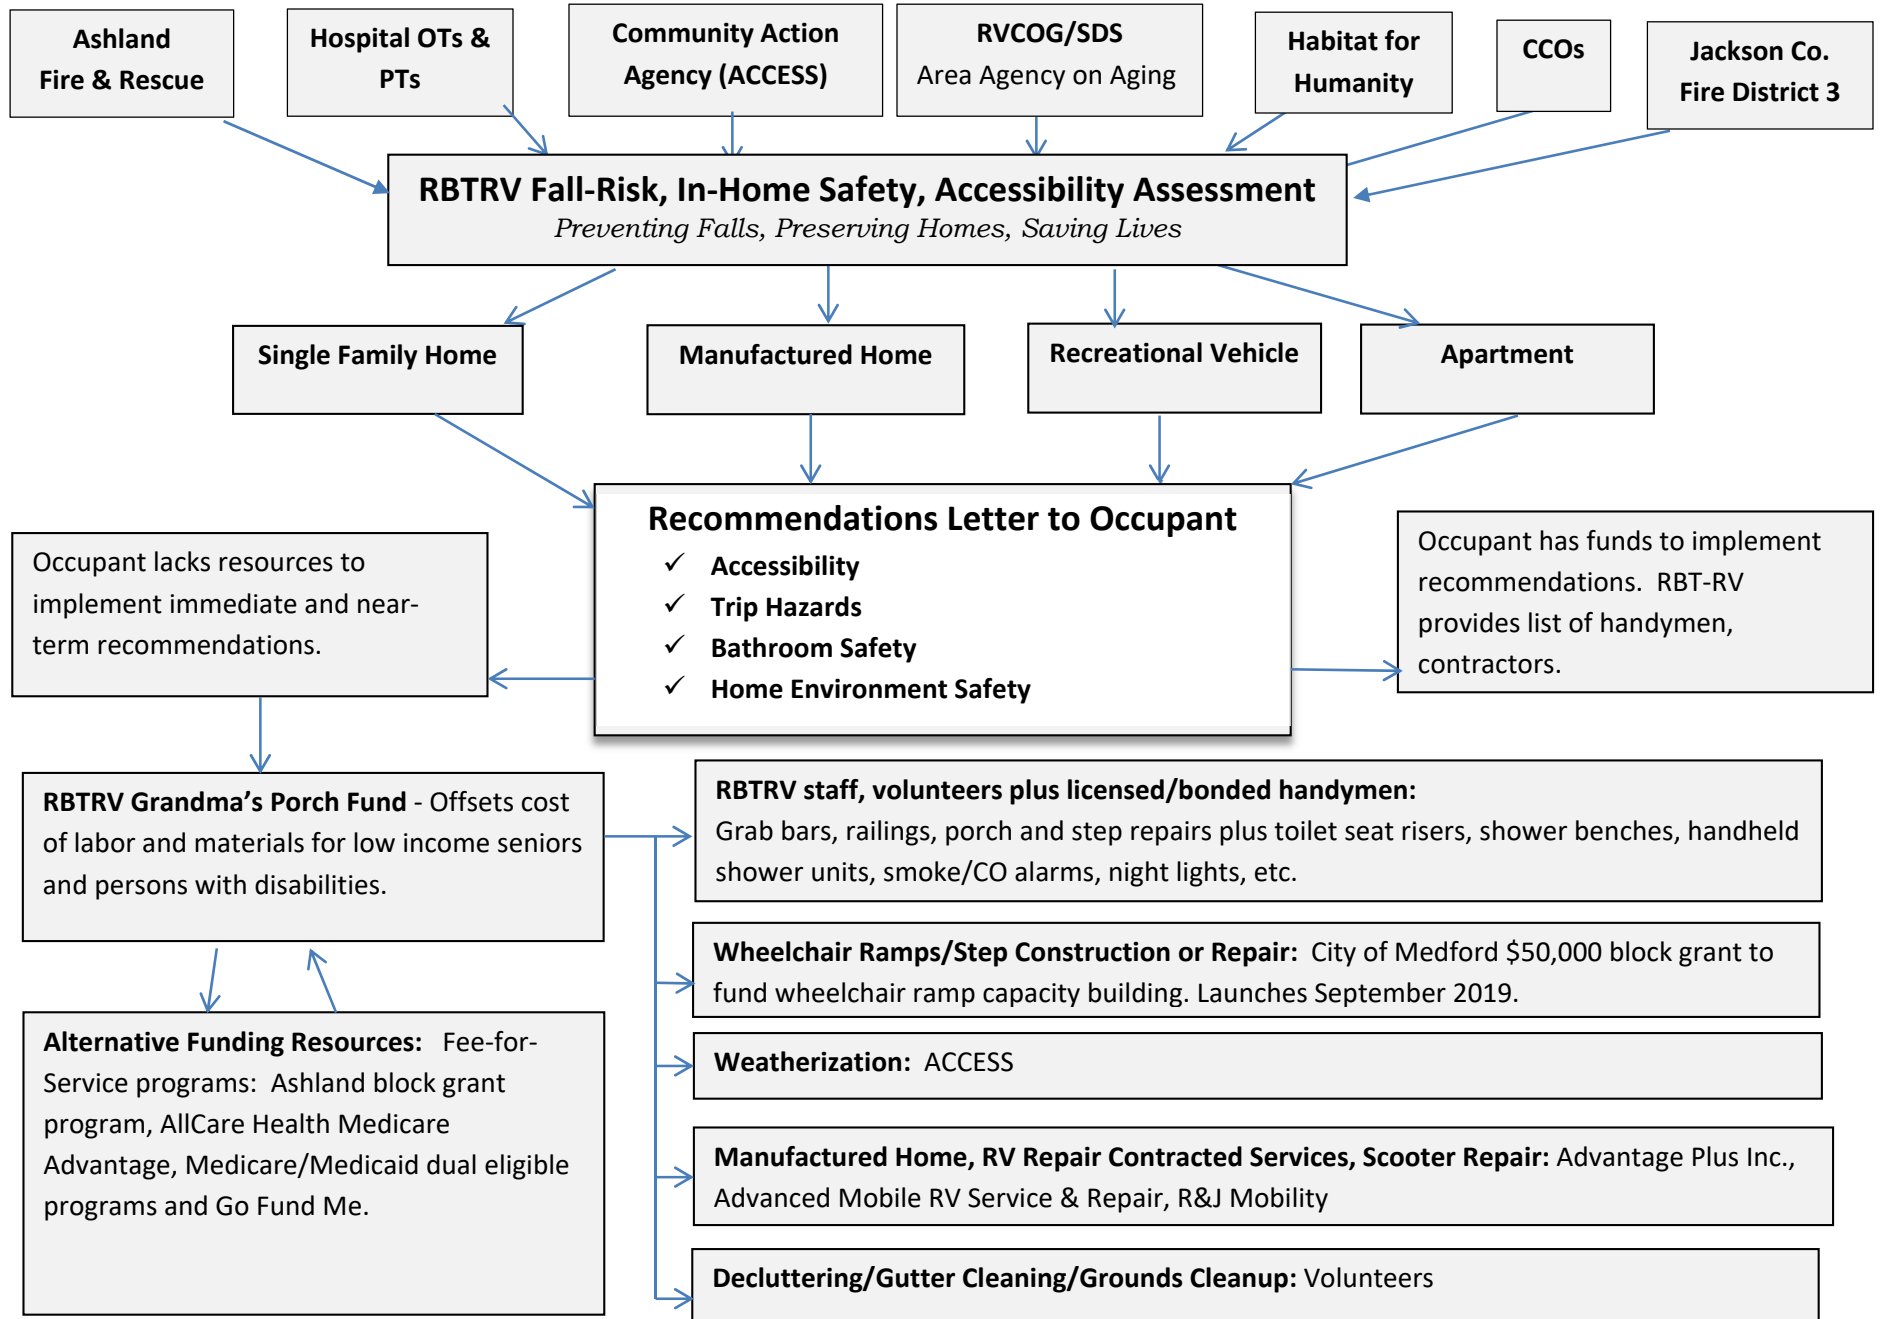 Ashland
Fire & Rescue
Hospital OTs &
PTs
Community Action
Agency (ACCESS)
RVCOG/SDS
Area Agency on Aging
Habitat for
Humanity
CCOs
Jackson Co.
Fire District 3
RBTRV Fall-Risk, In-Home Safety, Accessibility Assessment
Preventing Falls, Preserving Homes, Saving Lives
Single Family Home
Manufactured Home
Recreational Vehicle
Apartment
Recommendations Letter to Occupant
✓ Accessibility
✓ Trip Hazards
✓ Bathroom Safety
✓ Home Environment Safety
Occupant lacks resources to
implement immediate and near-
term recommendations.
Occupant has funds to implement
recommendations.  RBT-RV
provides list of handymen,
contractors.
RBTRV Grandma's Porch Fund - Offsets cost
of labor and materials for low income seniors
and persons with disabilities.
Alternative Funding Resources:   Fee-for-
Service programs:  Ashland block grant
program, AllCare Health Medicare
Advantage, Medicare/Medicaid dual eligible
programs and Go Fund Me.
RBTRV staff, volunteers plus licensed/bonded handymen:
Grab bars, railings, porch and step repairs plus toilet seat risers, shower benches, handheld
shower units, smoke/CO alarms, night lights, etc.
Wheelchair Ramps/Step Construction or Repair:  City of Medford $50,000 block grant to
fund wheelchair ramp capacity building. Launches September 2019.
Weatherization:  ACCESS
Manufactured Home, RV Repair Contracted Services, Scooter Repair: Advantage Plus Inc.,
Advanced Mobile RV Service & Repair, R&J Mobility
Decluttering/Gutter Cleaning/Grounds Cleanup: Volunteers